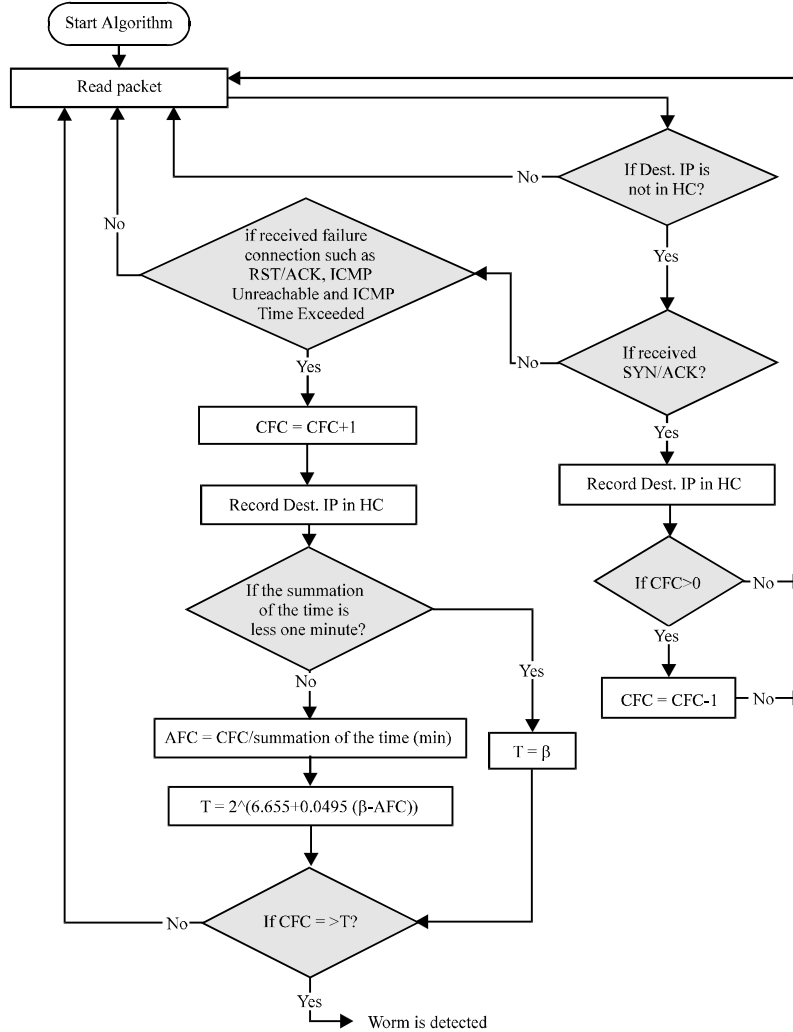 Start Algorithm
Read packet
If Dest. IP is
not in HC?
No
Yes
No
if received failure
connection such as
RST/ACK, ICMP
Unreachable and ICMP
Time Exceeded
If received
SYN/ACK?
No
Yes
Yes
CFC = CFC+1
Record Dest. IP in HC
Record Dest. IP in HC
If CFC>0
No
If the summation
of the time is
less one minute?
Yes
Yes
No
CFC = CFC-1
No
AFC = CFC/summation of the time (min)
T = β
T = 2^(6.655+0.0495 (β-AFC))
If CFC = >T?
No
Yes
Worm is detected